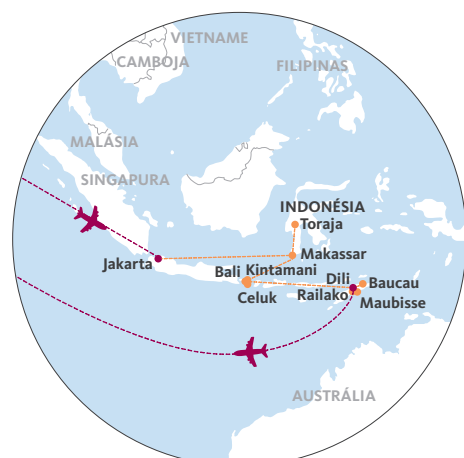 VIETNAME
CAMBOJA
FILIPINAS
MALÁSIA
SINGAPURA
INDONÉSIA
Toraja
Makassar
Jakarta
Bali Kintamani
Celuk
Dili
Baucau
Railako
Maubisse
AUSTRÁLIA